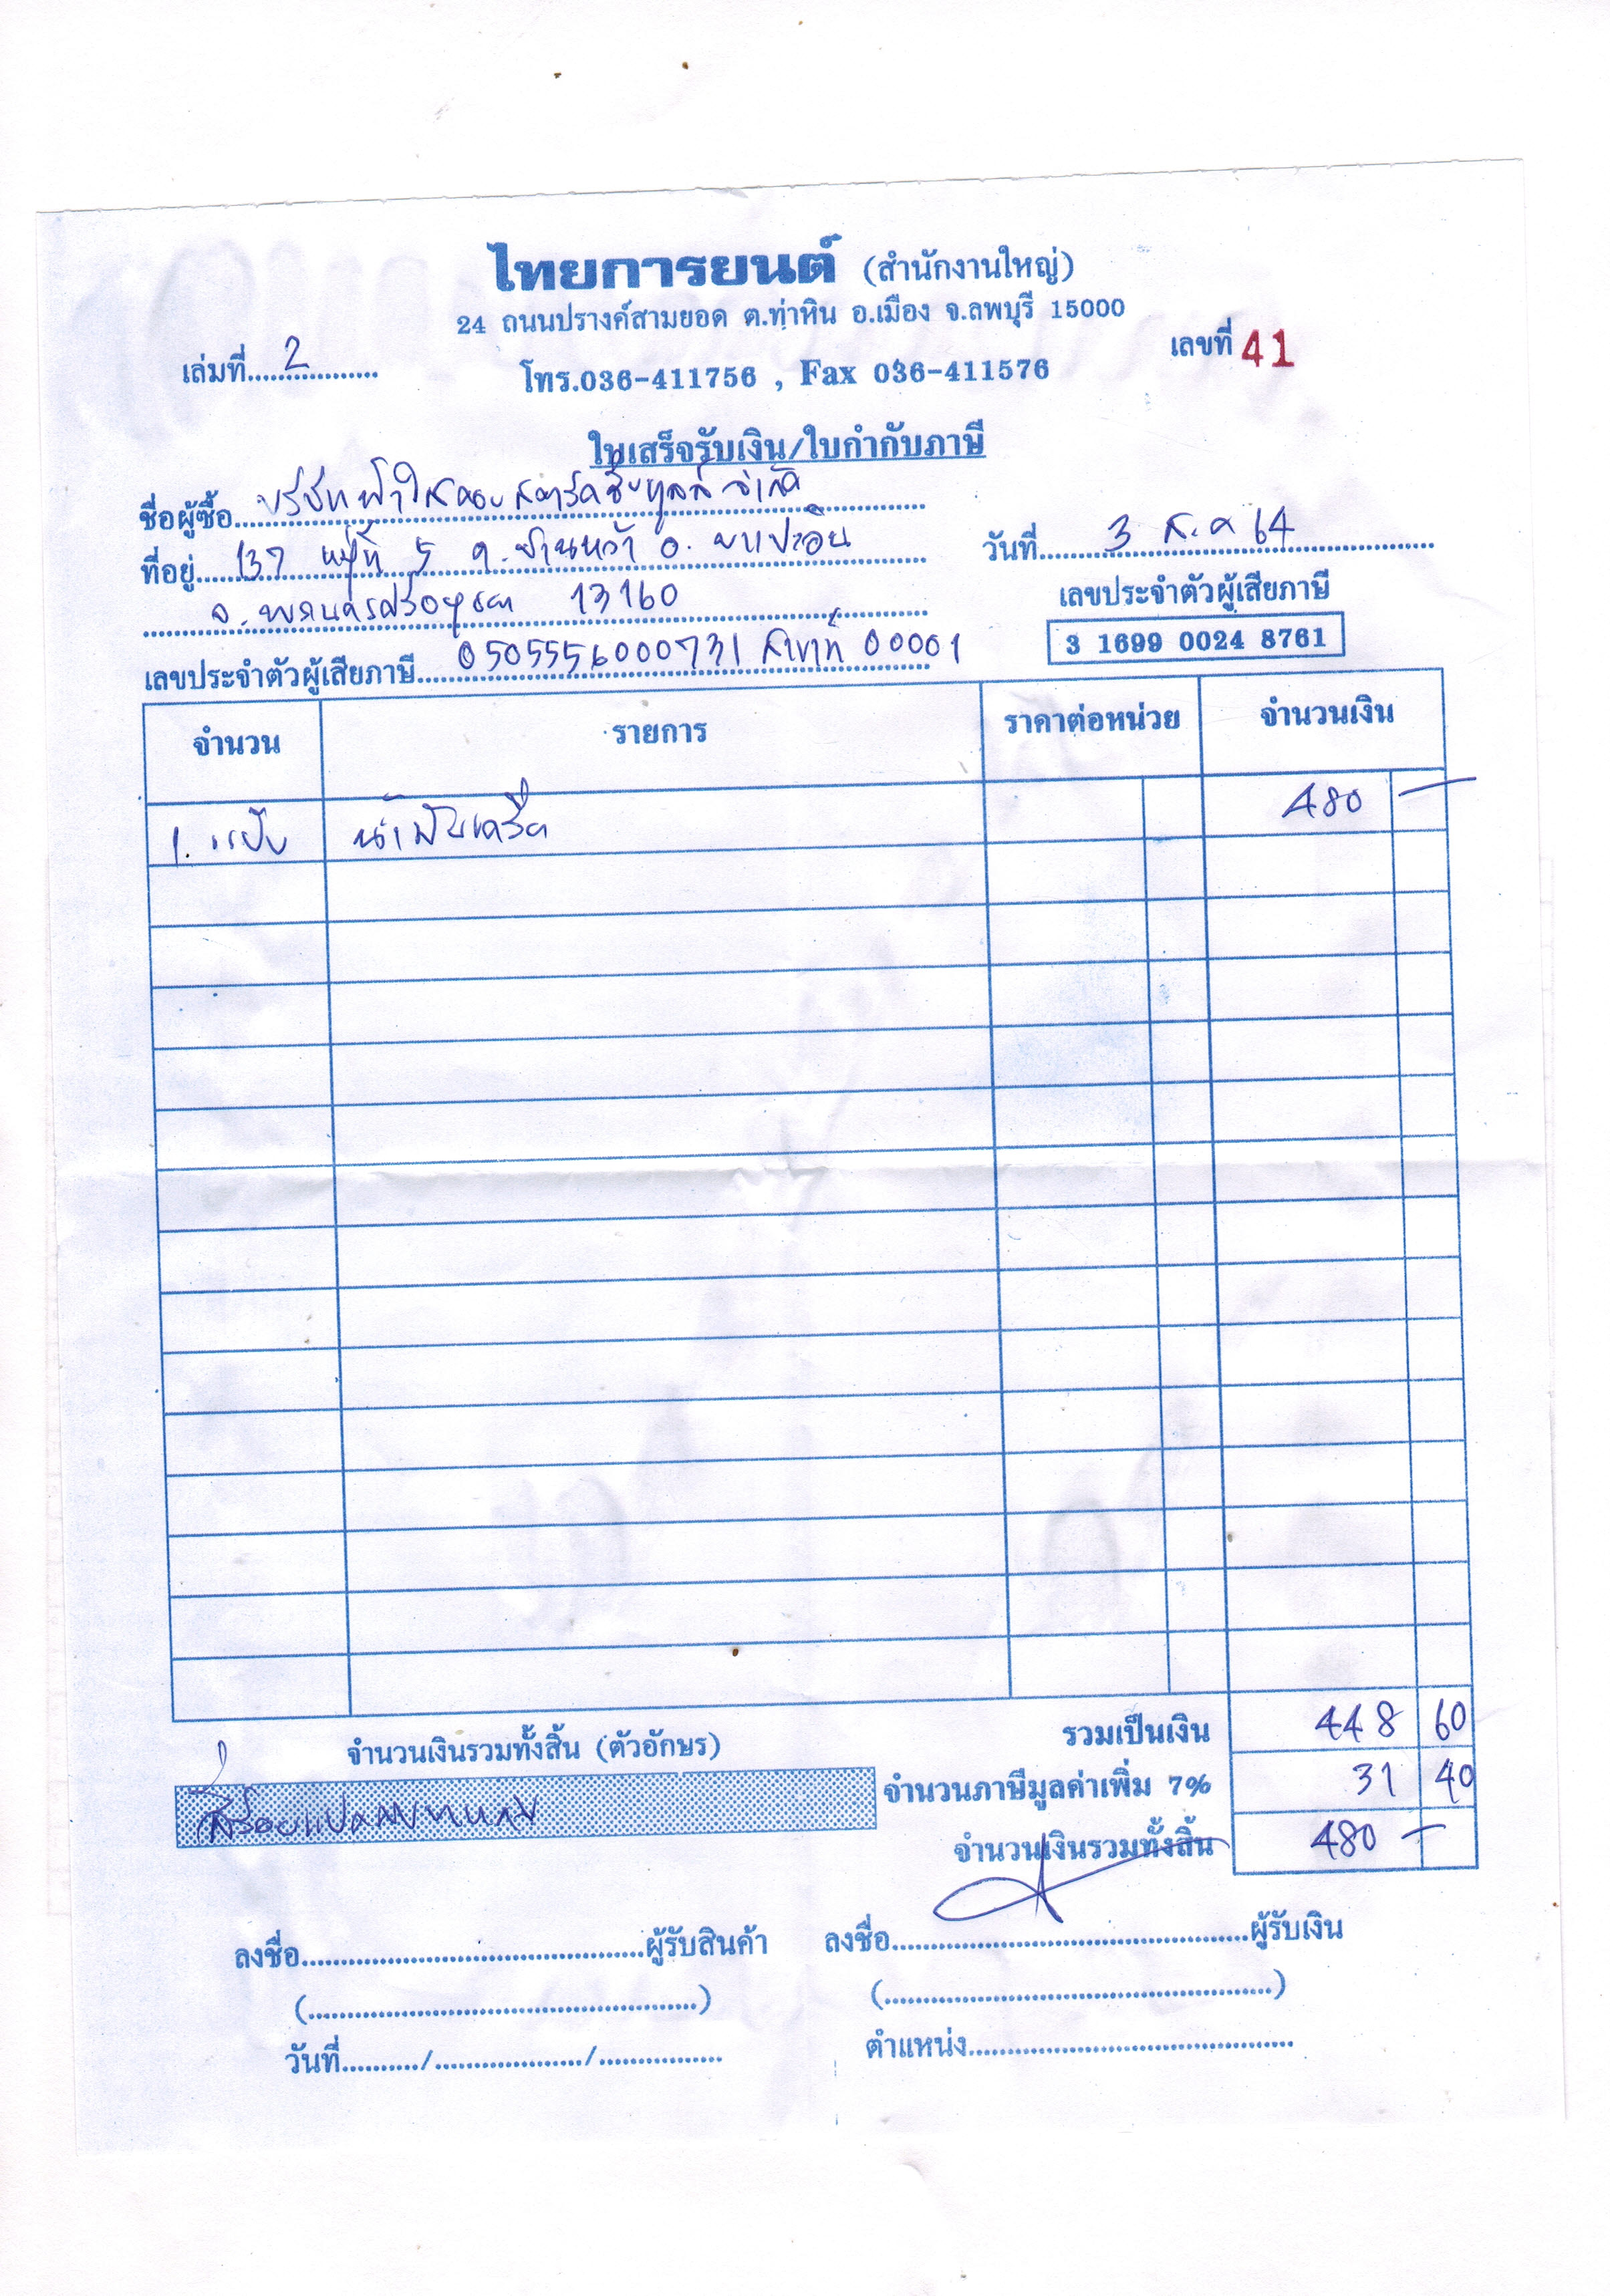 ไทยการยนต์ (สำนักงานใหญ่)
24 ถนนปรางค์สามยอด ต.ท่าหิน อ.เมือง จ.ลพบุรี 15000
เล่มที่ 2 โทร.036-411756 , Fax 036-411576 เลขที่ 41
ใบเสร็จรับเงิน/ใบกำกับภาษี
ชื่อผู้ซื้อ บริษัท ฟ้าใสคอนสตรัคชั่น จำกัด
ที่อยู่ 137 หมู่ที่ 5 ต.บ้านหว้า อ.บางปะอิน วันที่ 3 ส.ค 64
จ.พระนครศรีอยุธยา 13160 เลขประจำตัวผู้เสียภาษี
3 1699 0024 8761
เลขประจำตัวผู้เสียภาษี 0505556000731 สาขาที่ 00001
จำนวน รายการ ราคาต่อหน่วย จำนวนเงิน
1. น้ำมันเครื่อง 480 –
รวมเป็นเงิน 448 60
จำนวนเงินรวมทั้งสิ้น (ตัวอักษร)
จำนวนภาษีมูลค่าเพิ่ม 7% 31 40
สี่ร้อยแปดสิบบาท
จำนวนเงินรวมทั้งสิ้น 480 –
ลงชื่อ ผู้รับสินค้า ลงชื่อ ผู้รับเงิน
( ) ( )
วันที่ / / ตำแหน่ง